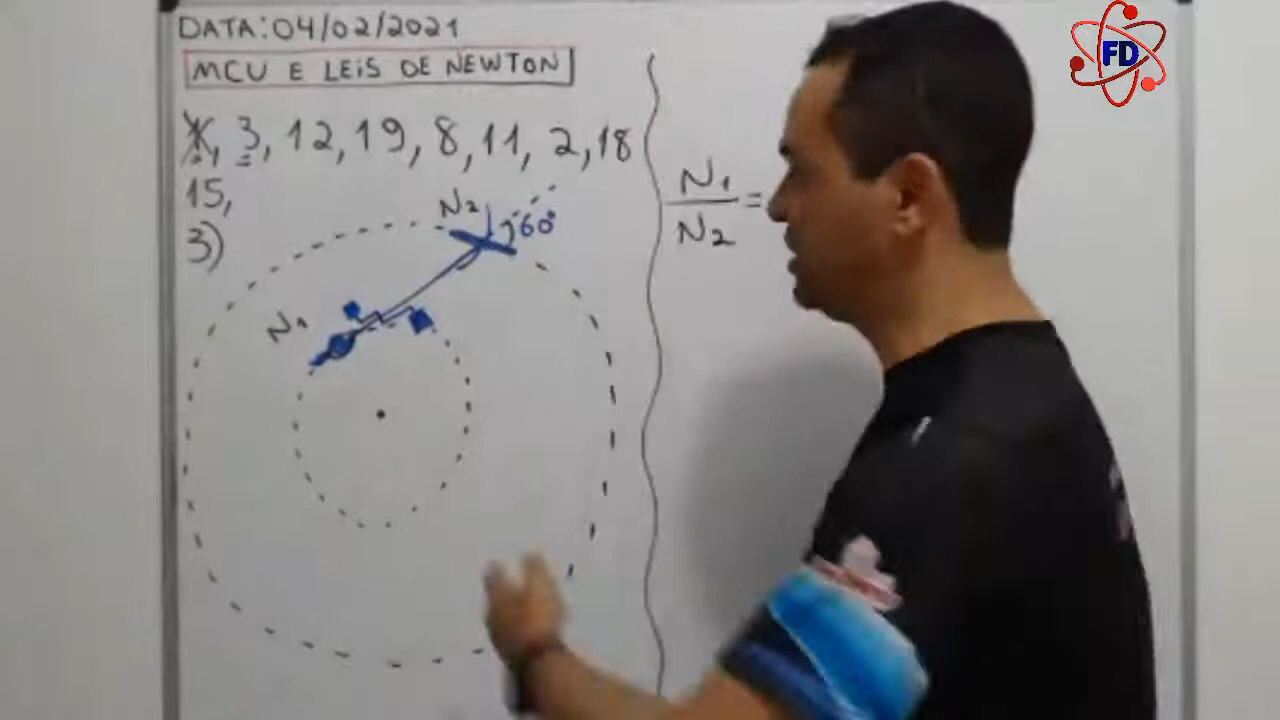 DATA: 04/02/2021
MCU E LEIS DE NEWTON
1, 3, 12, 19, 8, 11, 2, 18
15,
3)
N2
60°
N1
N1
N2
=
FD